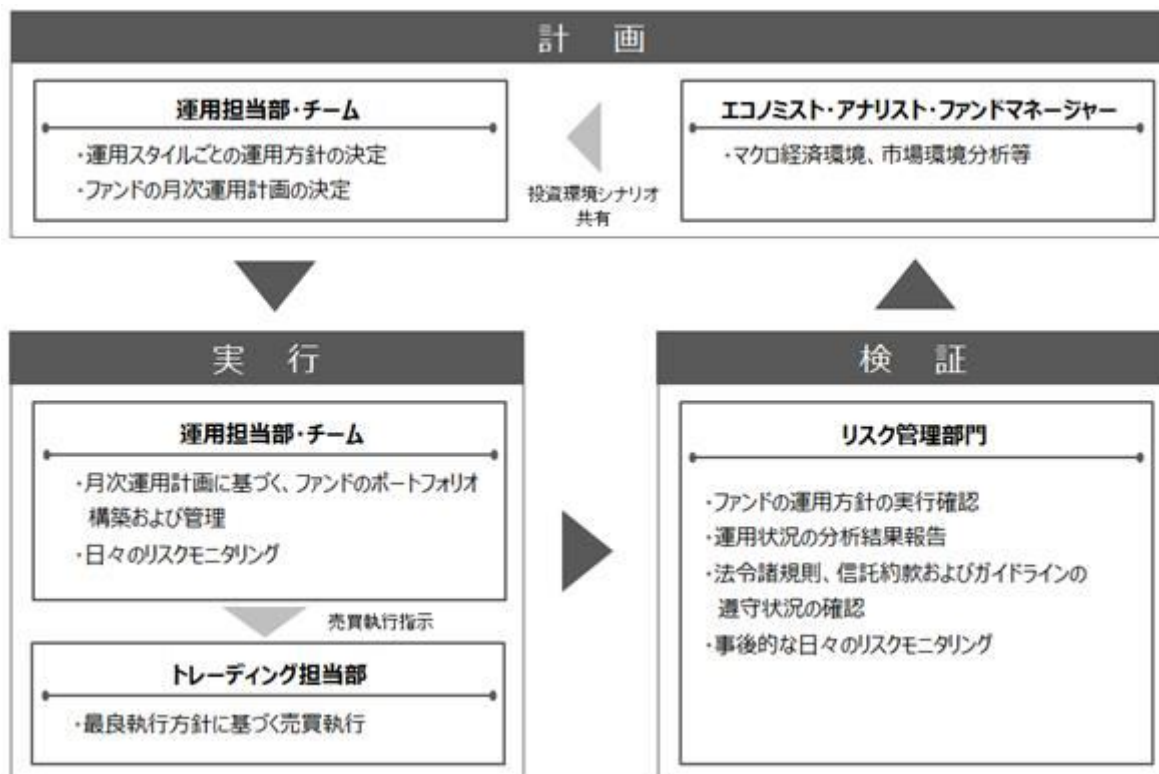 計 画
運用担当部・チーム
・運用スタイルごとの運用方針の決定
・ファンドの月次運用計画の決定
投資環境シナリオ
共有
エコノミスト・アナリスト・ファンドマネージャー
・マクロ経済環境、市場環境分析等
実 行
運用担当部・チーム
・月次運用計画に基づく、ファンドのポートフォリオ
構築および管理
・日々のリスクモニタリング
売買執行指示
トレーディング担当部
・最良執行方針に基づく売買執行
検 証
リスク管理部門
・ファンドの運用方針の実行確認
・運用状況の分析結果報告
・法令諸規則、信託約款およびガイドラインの
遵守状況の確認
・事後的な日々のリスクモニタリング